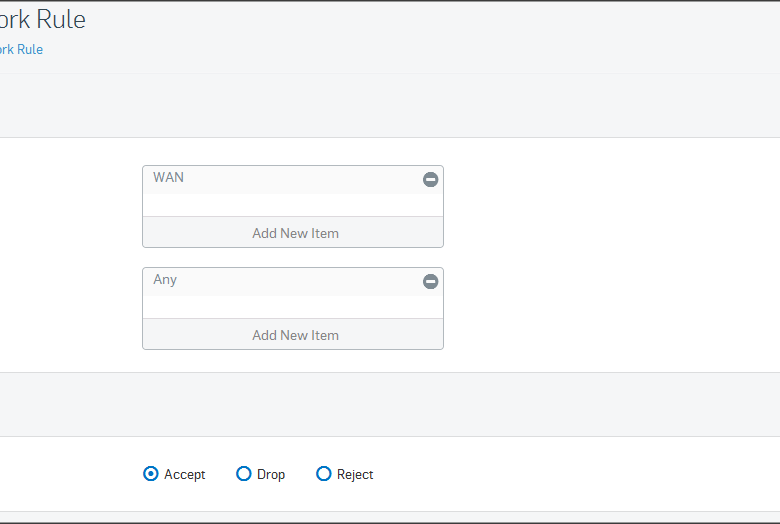 ork Rule
ork Rule
WAN
Add New Item
Any
Add New Item
Accept Drop Reject